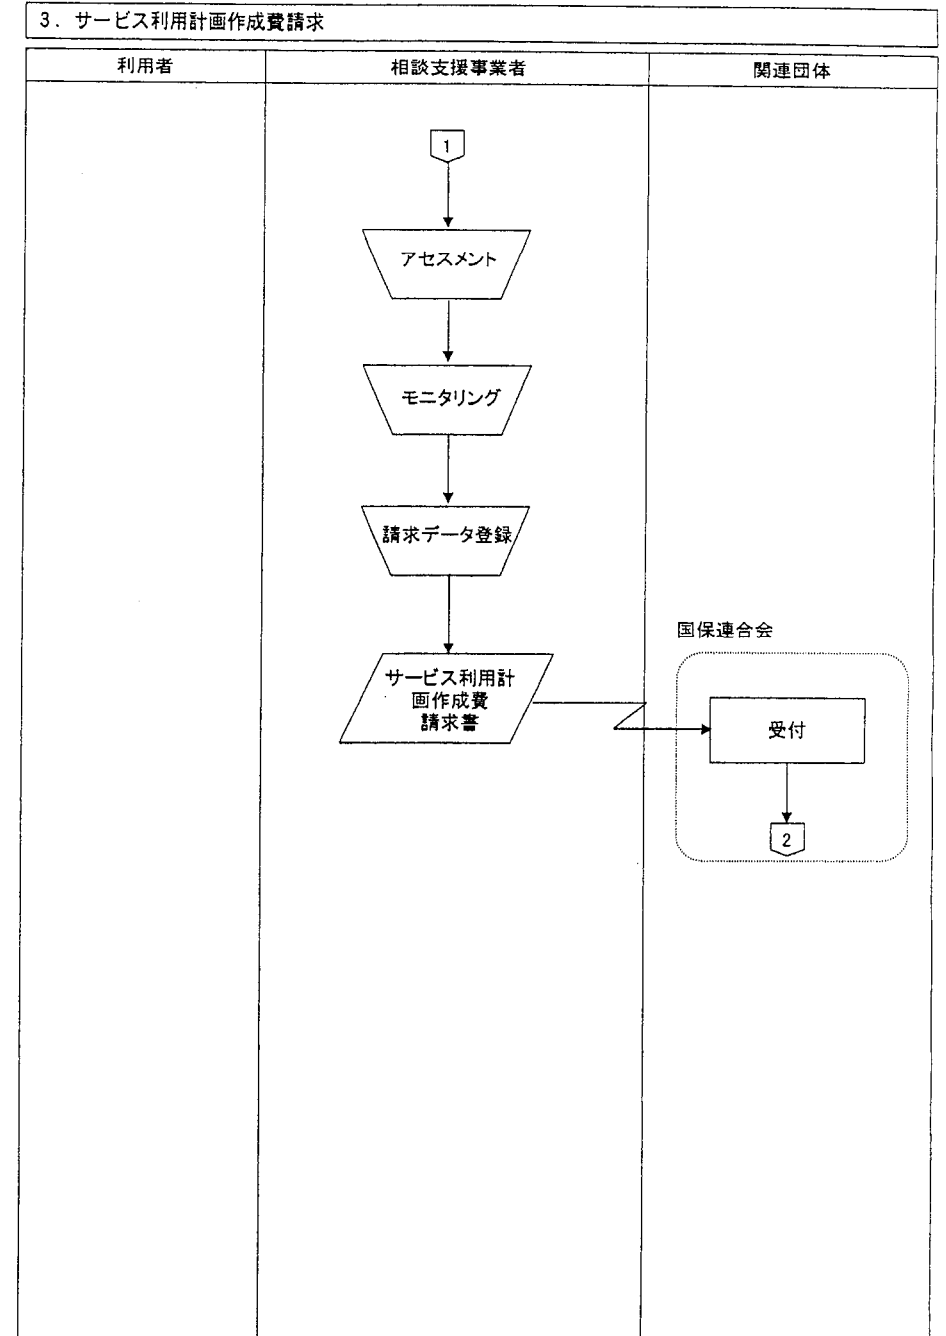 3．サービス利用計画作成費請求
利用者
相談支援事業者
関連団体
1
アセスメント
モニタリング
請求データ登録
サービス利用計
画作成費
請求書
国保連合会
受付
2